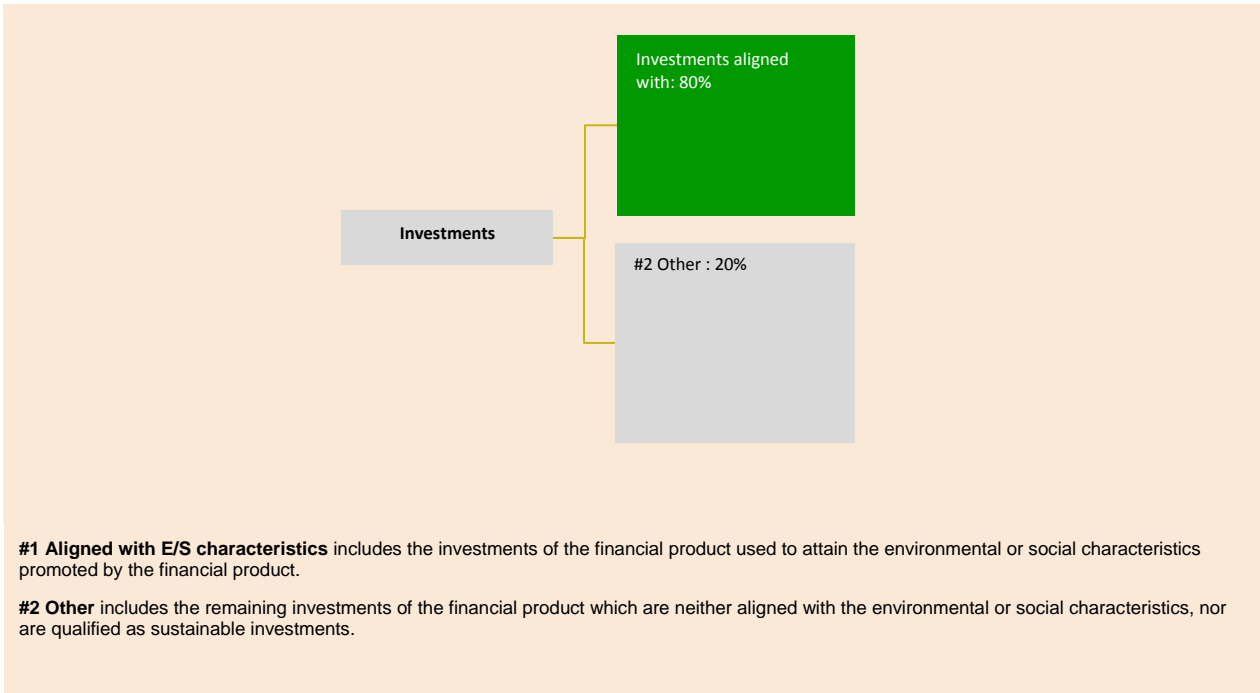 Investments aligned
with: 80%
Investments
#2 Other : 20%
#1 Aligned with E/S characteristics includes the investments of the financial product used to attain the environmental or social characteristics
promoted by the financial product.
#2 Other includes the remaining investments of the financial product which are neither aligned with the environmental or social characteristics, nor
are qualified as sustainable investments.